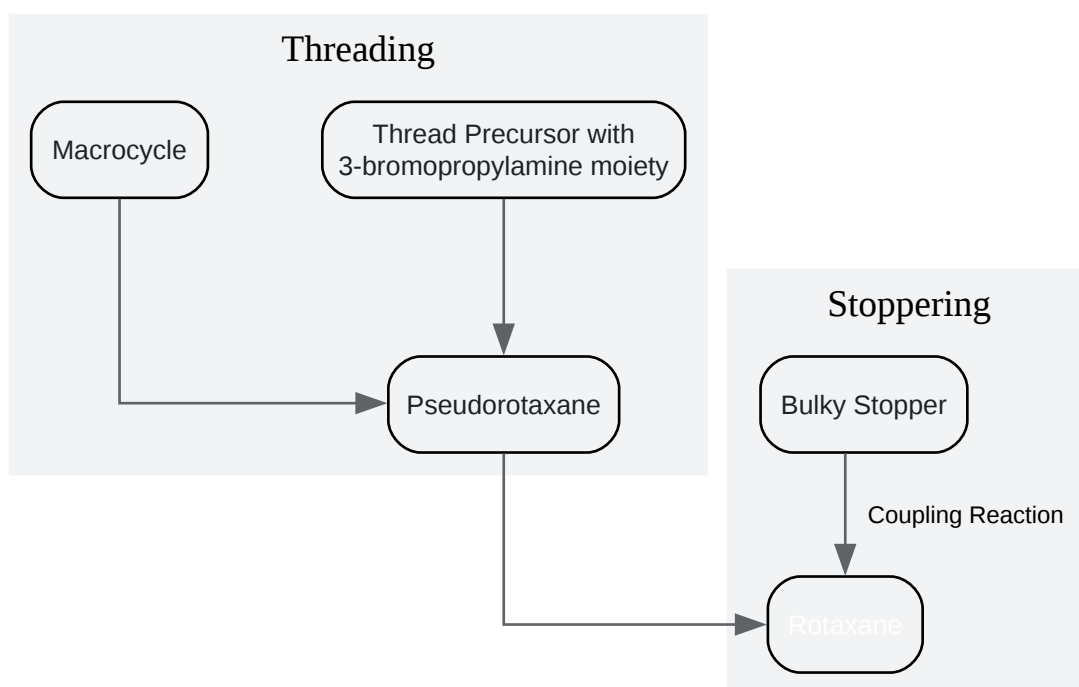 Threading
Macrocycle
Thread Precursor with
3-bromopropylamine moiety
Pseudorotaxane
Stoppering
Bulky Stopper
Coupling Reaction
Rotaxane